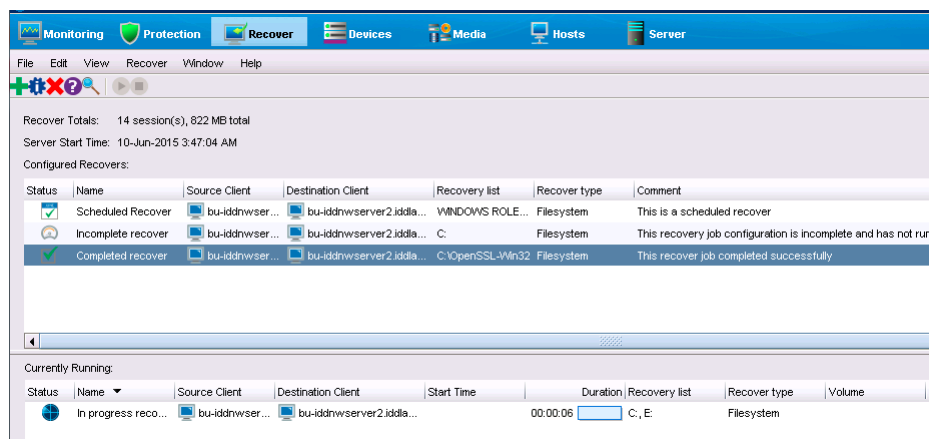 Monitoring Protection Recover Devices Media Hosts Server
File Edit View Recover Window Help
Recover Totals: 14 session(s), 822 MB total
Server Start Time: 10-Jun-2015 3:47:04 AM
Configured Recovers:
Status Name Source Client Destination Client Recovery list Recover type Comment
Scheduled Recover bu-iddnwser... bu-iddnwserver2.iddla... WINDOWS ROLE... Filesystem This is a scheduled recover
Incomplete recover bu-iddnwser... bu-iddnwserver2.iddla... C: Filesystem This recovery job configuration is incomplete and has not run
Completed recover bu-iddnwser... bu-iddnwserver2.iddla... C:\OpenSSL-Win32 Filesystem This recover job completed successfully
Currently Running:
Status Name Source Client Destination Client Start Time Duration Recovery list Recover type Volume
In progress reco... bu-iddnwser... bu-iddnwserver2.iddla... 00:00:06 C:, E: Filesystem